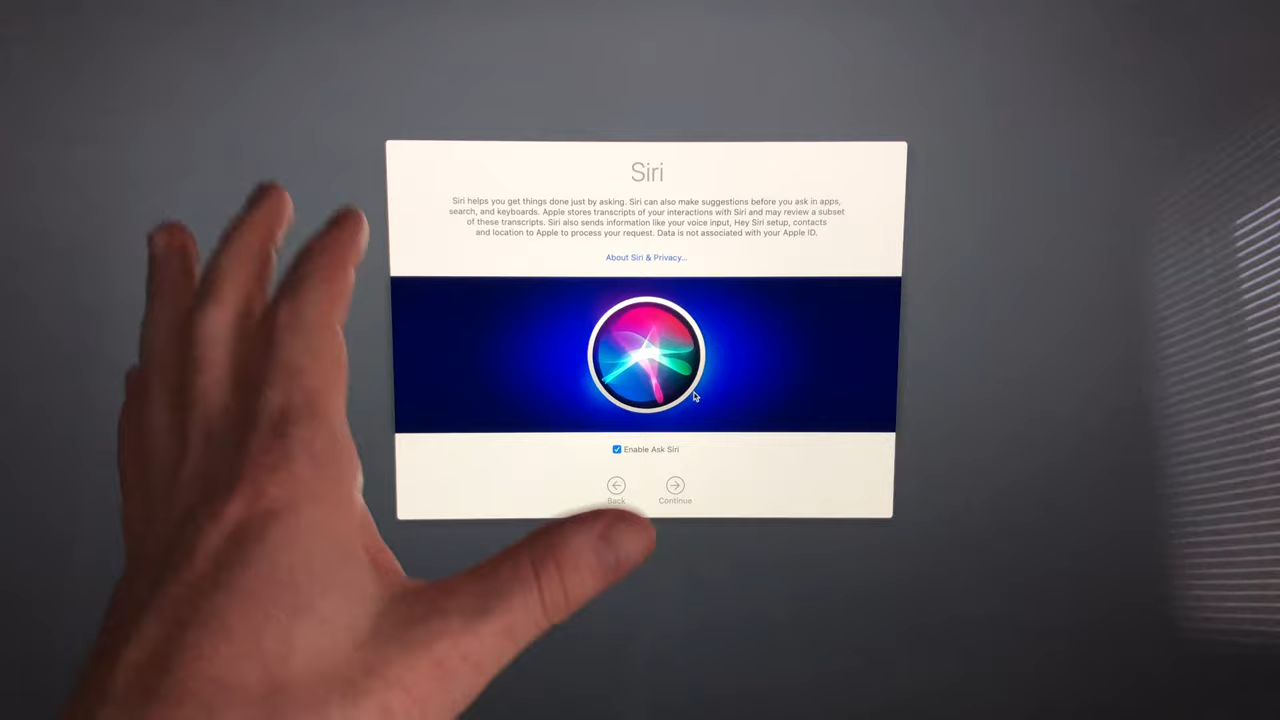 Siri
Siri helps you get things done just by asking. Siri can also make suggestions before you ask in apps,
search, and keyboards. Apple stores transcripts of your interactions with Siri and may review a subset
of these transcripts. Siri also sends information like your voice input, Hey Siri setup, contacts
and location to Apple to process your request. Data is not associated with your Apple ID.
About Siri & Privacy...
Enable Ask Siri
Back Continue